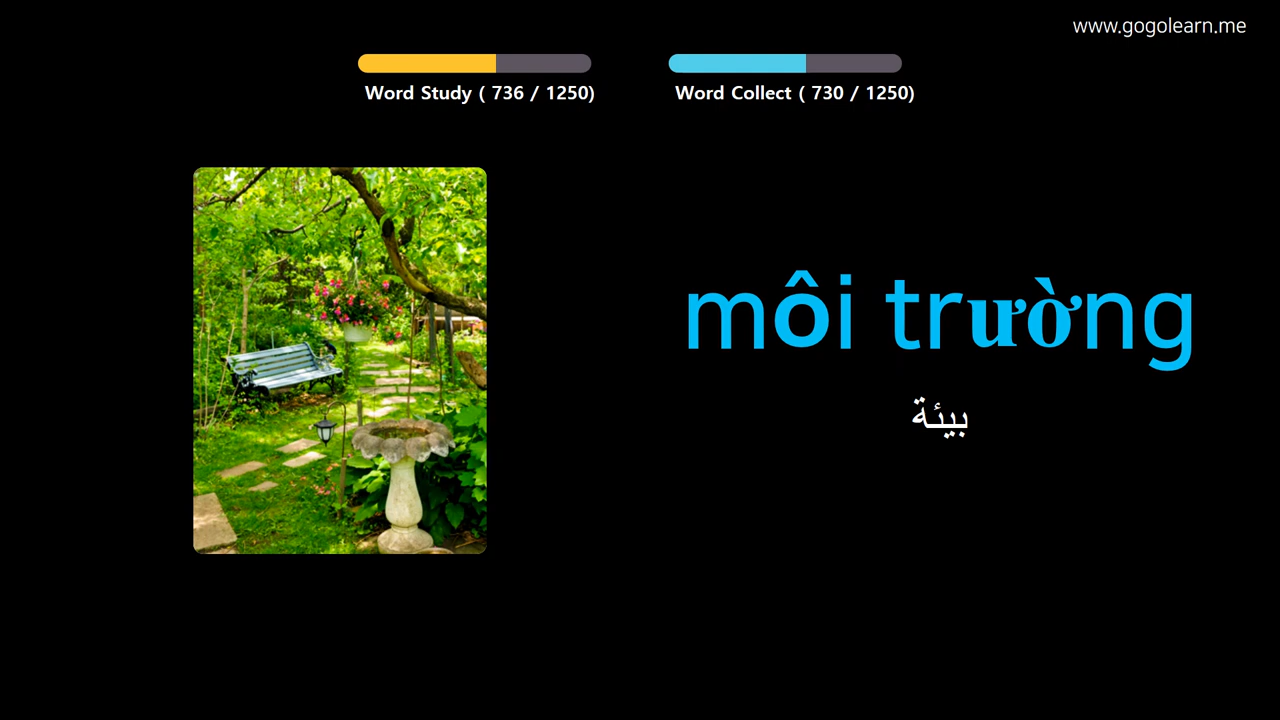 www.gogolearn.me
Word Study ( 736 / 1250)
Word Collect ( 730 / 1250)
môi trường
بيئة